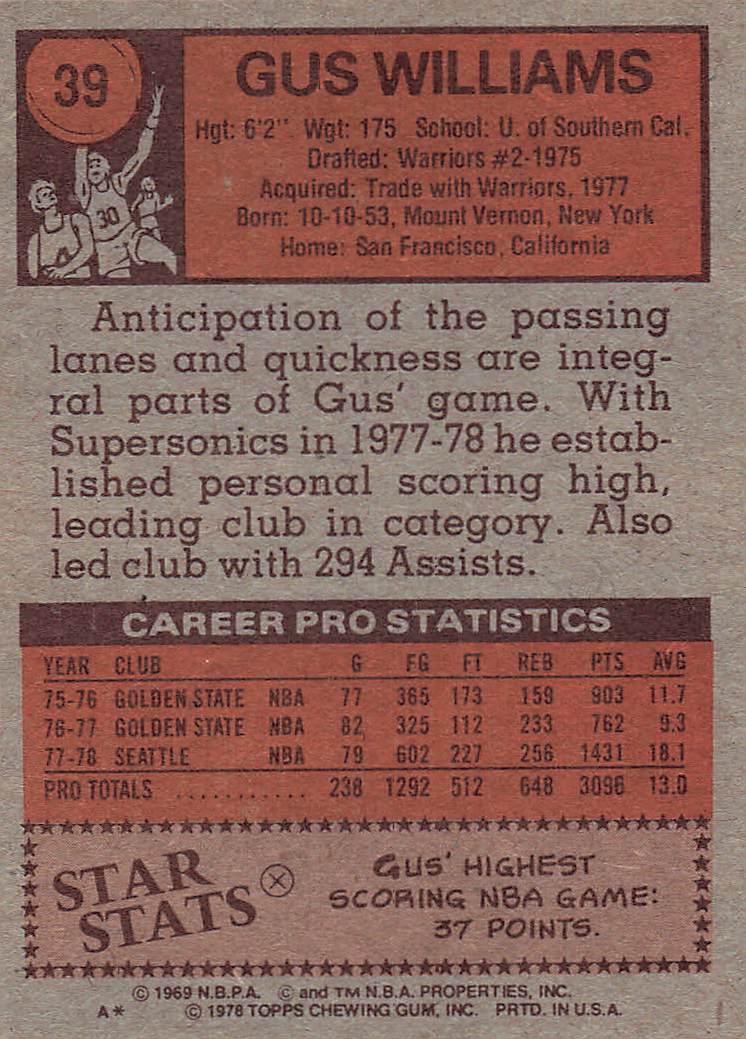 39
GUS WILLIAMS
Hgt: 6'2" Wgt: 175 School: U. of Southern Cal.
Drafted: Warriors #2-1975
Acquired: Trade with Warriors, 1977
Born: 10-10-53, Mount Vernon, New York
Home: San Francisco, California
30
Anticipation of the passing
lanes and quickness are integ-
ral parts of Gus' game. With
Supersonics in 1977-78 he estab-
lished personal scoring high,
leading club in category. Also
led club with 294 Assists.
CAREER PRO STATISTICS
YEAR CLUB G FG FT REB PTS AVG
75-76 GOLDEN STATE NBA 77 365 173 159 903 11.7
76-77 GOLDEN STATE NBA 82 325 112 233 762 9.3
77-78 SEATTLE NBA 79 602 227 256 1431 18.1
PRO TOTALS ........... 238 1292 512 648 3096 13.0
STAR
STATS
GUS' HIGHEST
SCORING NBA GAME:
37 POINTS.
© 1969 N.B.P.A. © and TM N.B.A. PROPERTIES, INC.
A* © 1978 TOPPS CHEWING GUM, INC. PRTD. IN U.S.A.